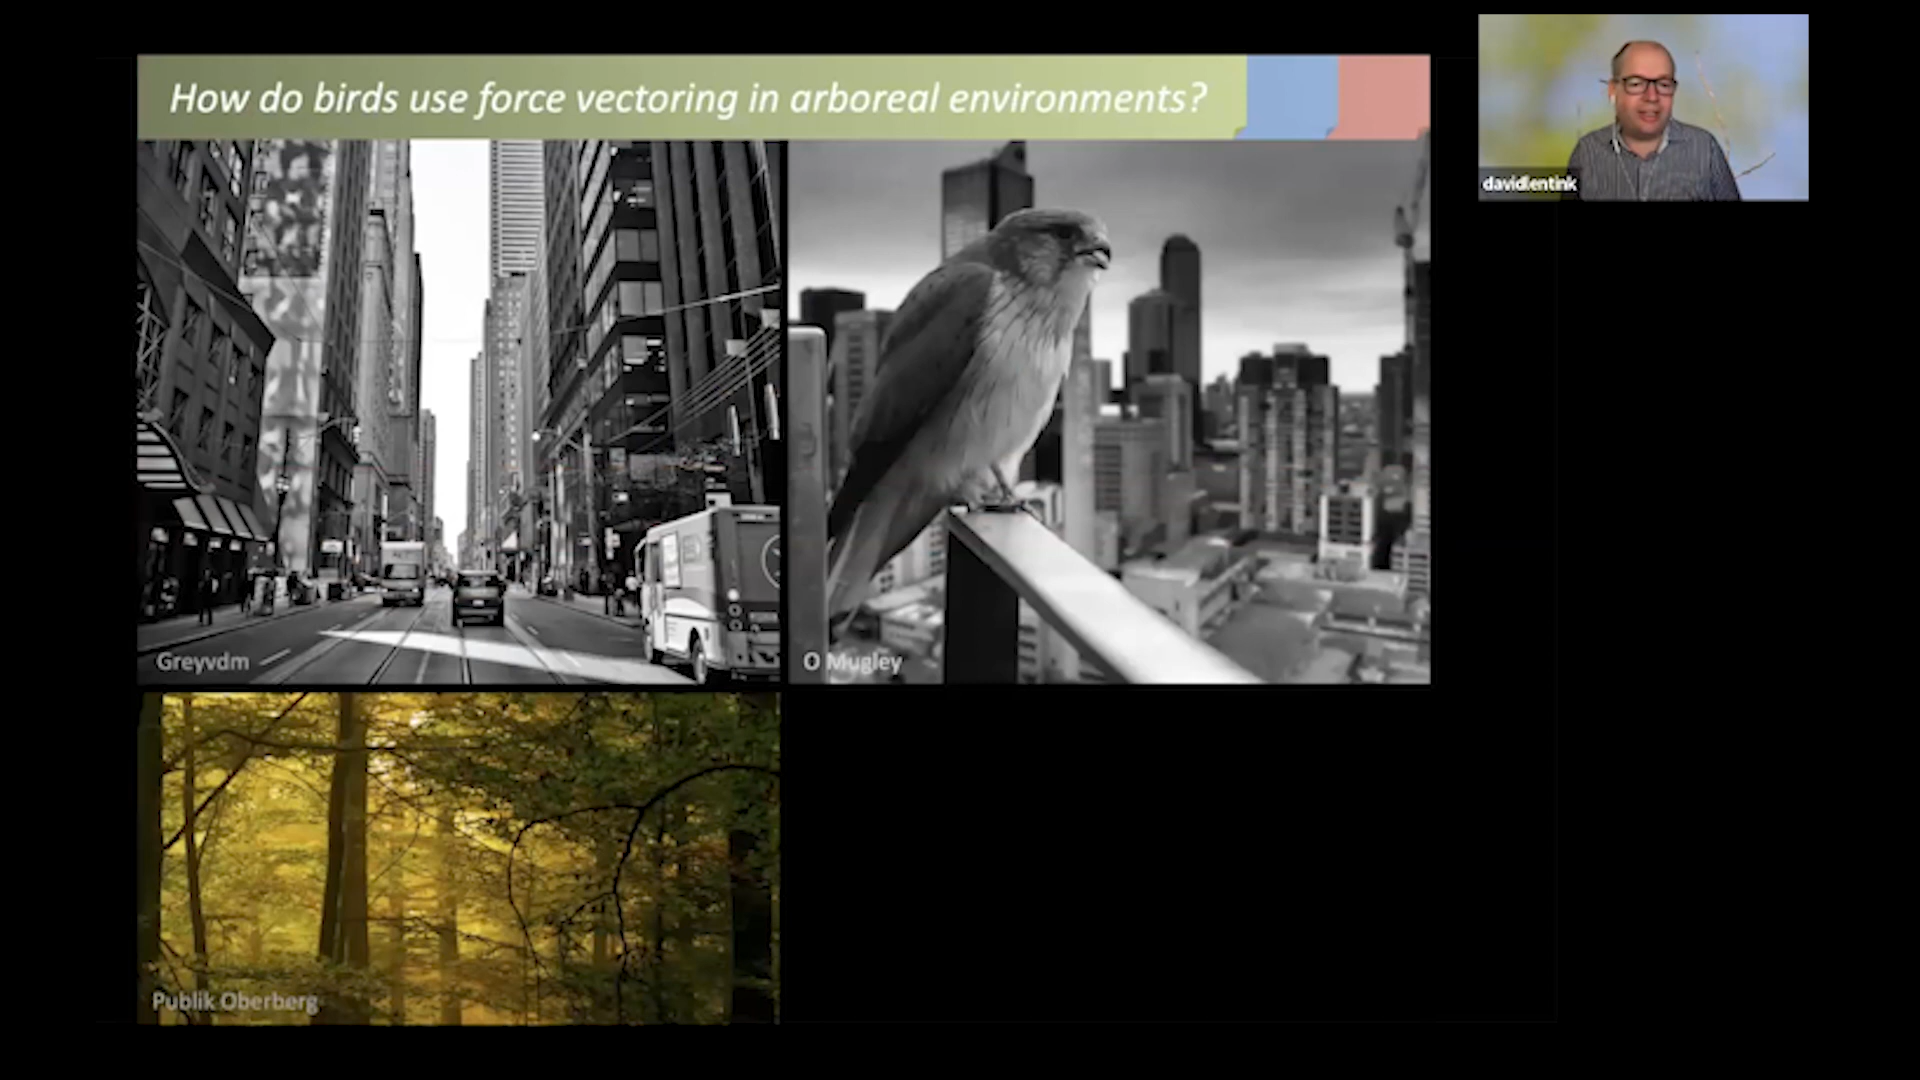 How do birds use force vectoring in arboreal environments?
davidlentink
Greyvdm
O Mugley
Publik Oberberg